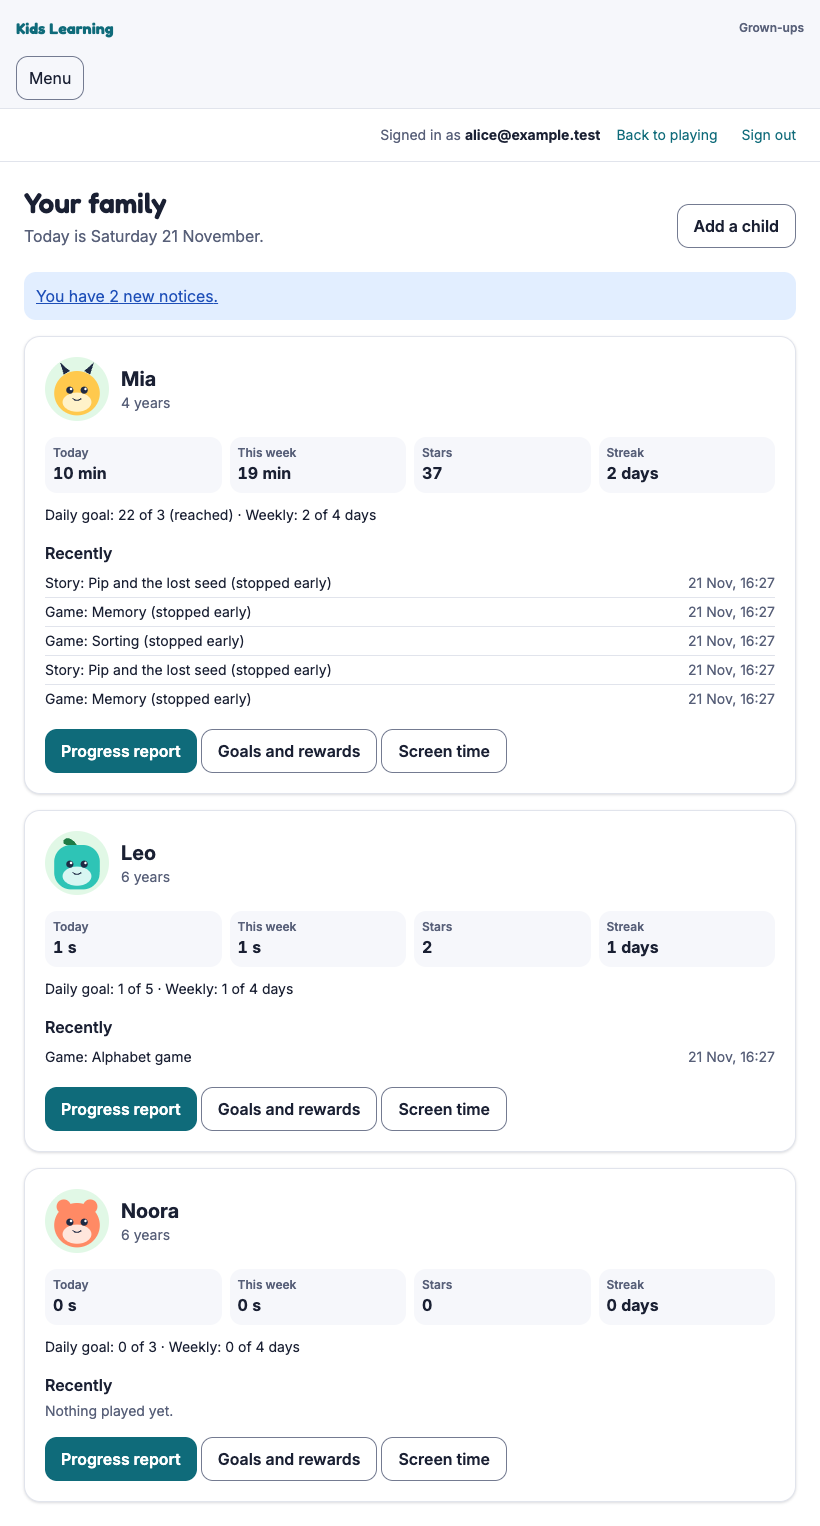 Kids Learning
Grown-ups
Menu
Signed in as alice@example.test Back to playing Sign out
Your family
Today is Saturday 21 November.
Add a child
You have 2 new notices.
Mia
4 years
Today This week Stars Streak
10 min 19 min 37 2 days
Daily goal: 22 of 3 (reached) · Weekly: 2 of 4 days
Recently
Story: Pip and the lost seed (stopped early) 21 Nov, 16:27
Game: Memory (stopped early) 21 Nov, 16:27
Game: Sorting (stopped early) 21 Nov, 16:27
Story: Pip and the lost seed (stopped early) 21 Nov, 16:27
Game: Memory (stopped early) 21 Nov, 16:27
Progress report Goals and rewards Screen time
Leo
6 years
Today This week Stars Streak
1 s 1 s 2 1 days
Daily goal: 1 of 5 · Weekly: 1 of 4 days
Recently
Game: Alphabet game 21 Nov, 16:27
Progress report Goals and rewards Screen time
Noora
6 years
Today This week Stars Streak
0 s 0 s 0 0 days
Daily goal: 0 of 3 · Weekly: 0 of 4 days
Recently
Nothing played yet.
Progress report Goals and rewards Screen time